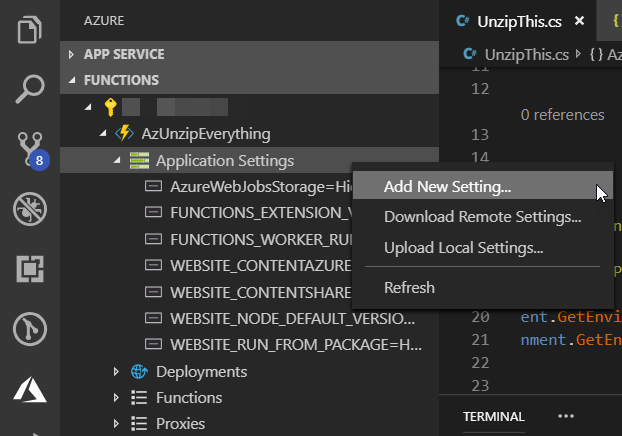 AZURE
APP SERVICE
FUNCTIONS
AzUnzipEverything
Application Settings
AzureWebJobsStorage=Hi
FUNCTIONS_EXTENSION_V
FUNCTIONS_WORKER_RUN
WEBSITE_CONTENTAZURE
WEBSITE_CONTENTSHARE
WEBSITE_NODE_DEFAULT_VERSIO...
WEBSITE_RUN_FROM_PACKAGE=H...
Deployments
Functions
Proxies
8
Add New Setting...
Download Remote Settings...
Upload Local Settings...
Refresh
C# UnzipThis.cs ×
C# UnzipThis.cs { } Az
11
12
0 references
13
14
20 ent.GetEnvi
21 nment.GetEn
22
23
TERMINAL ...